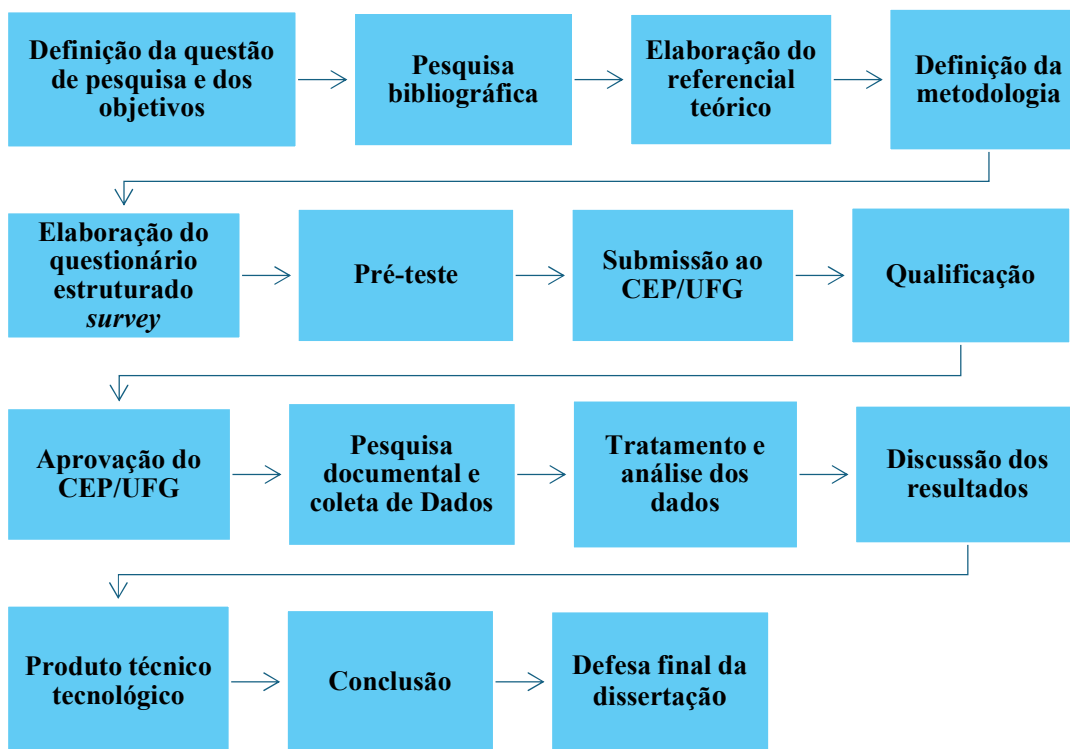 Definição da questão
de pesquisa e dos
objetivos
Pesquisa
bibliográfica
Elaboração do
referencial
teórico
Definição da
metodologia
Elaboração do
questionário
estruturado
survey
Pré-teste
Submissão ao
CEP/UFG
Qualificação
Aprovação do
CEP/UFG
Pesquisa
documental e
coleta de Dados
Tratamento e
análise dos
dados
Discussão dos
resultados
Produto técnico
tecnológico
Conclusão
Defesa final da
dissertação